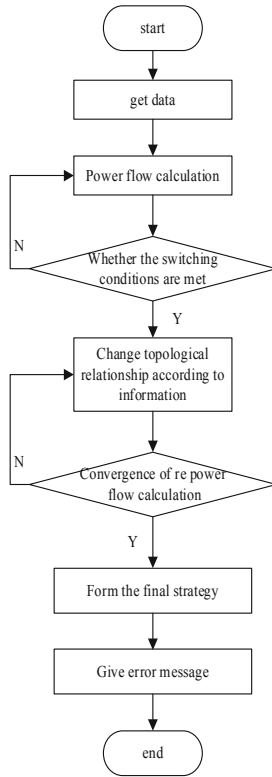 start
get data
Power flow calculation
N
Whether the switching
conditions are met
Y
Change topological
relationship according to
information
N
Convergence of re power
flow calculation
Y
Form the final strategy
Give error message
end